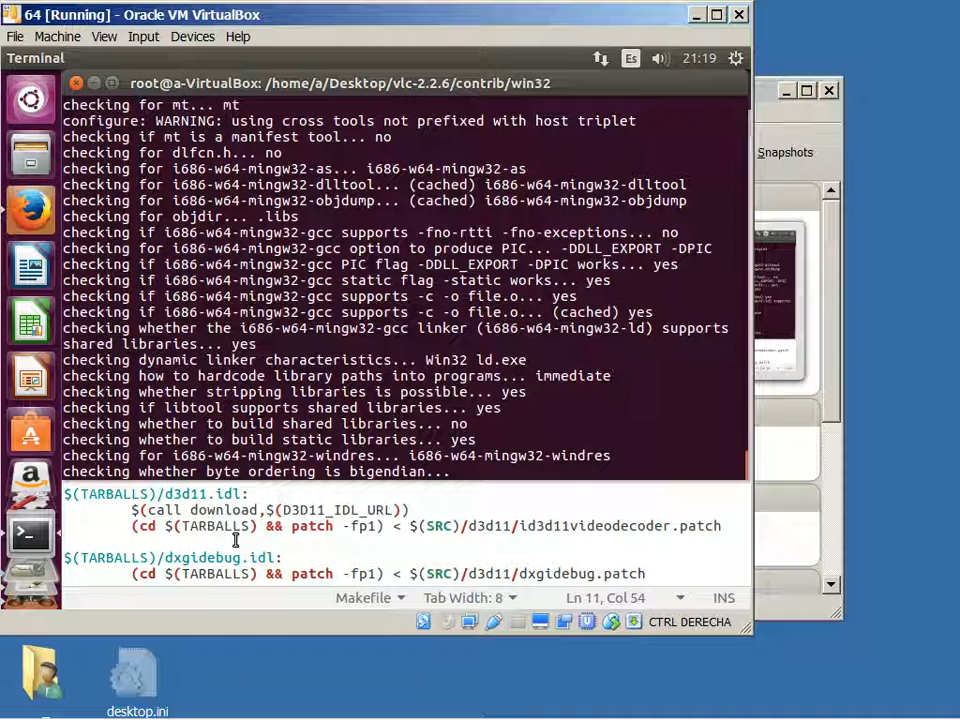 64 [Running] - Oracle VM VirtualBox
File Machine View Input Devices Help
Terminal Es 21:19
root@a-VirtualBox: /home/a/Desktop/vlc-2.2.6/contrib/win32
checking for mt... mt
configure: WARNING: using cross tools not prefixed with host triplet
checking if mt is a manifest tool... no
checking for dlfcn.h... no
checking for i686-w64-mingw32-as... i686-w64-mingw32-as
checking for i686-w64-mingw32-dlltool... (cached) i686-w64-mingw32-dlltool
checking for i686-w64-mingw32-objdump... (cached) i686-w64-mingw32-objdump
checking for objdir... .libs
checking if i686-w64-mingw32-gcc supports -fno-rtti -fno-exceptions... no
checking for i686-w64-mingw32-gcc option to produce PIC... -DDLL_EXPORT -DPIC
checking if i686-w64-mingw32-gcc PIC flag -DDLL_EXPORT -DPIC works... yes
checking if i686-w64-mingw32-gcc static flag -static works... yes
checking if i686-w64-mingw32-gcc supports -c -o file.o... yes
checking if i686-w64-mingw32-gcc supports -c -o file.o... (cached) yes
checking whether the i686-w64-mingw32-gcc linker (i686-w64-mingw32-ld) supports
shared libraries... yes
checking dynamic linker characteristics... Win32 ld.exe
checking how to hardcode library paths into programs... immediate
checking whether stripping libraries is possible... yes
checking if libtool supports shared libraries... yes
checking whether to build shared libraries... no
checking whether to build static libraries... yes
checking for i686-w64-mingw32-windres... i686-w64-mingw32-windres
checking whether byte ordering is bigendian...
$(TARBALLS)/d3d11.idl:
$(call download,$(D3D11_IDL_URL))
(cd $(TARBALLS) && patch -fp1) < $(SRC)/d3d11/id3d11videodecoder.patch
$(TARBALLS)/dxgidebug.idl:
(cd $(TARBALLS) && patch -fp1) < $(SRC)/d3d11/dxgidebug.patch
Makefile Tab Width: 8 Ln 11, Col 54 INS
CTRL DERECHA
Snapshots
desktop.ini